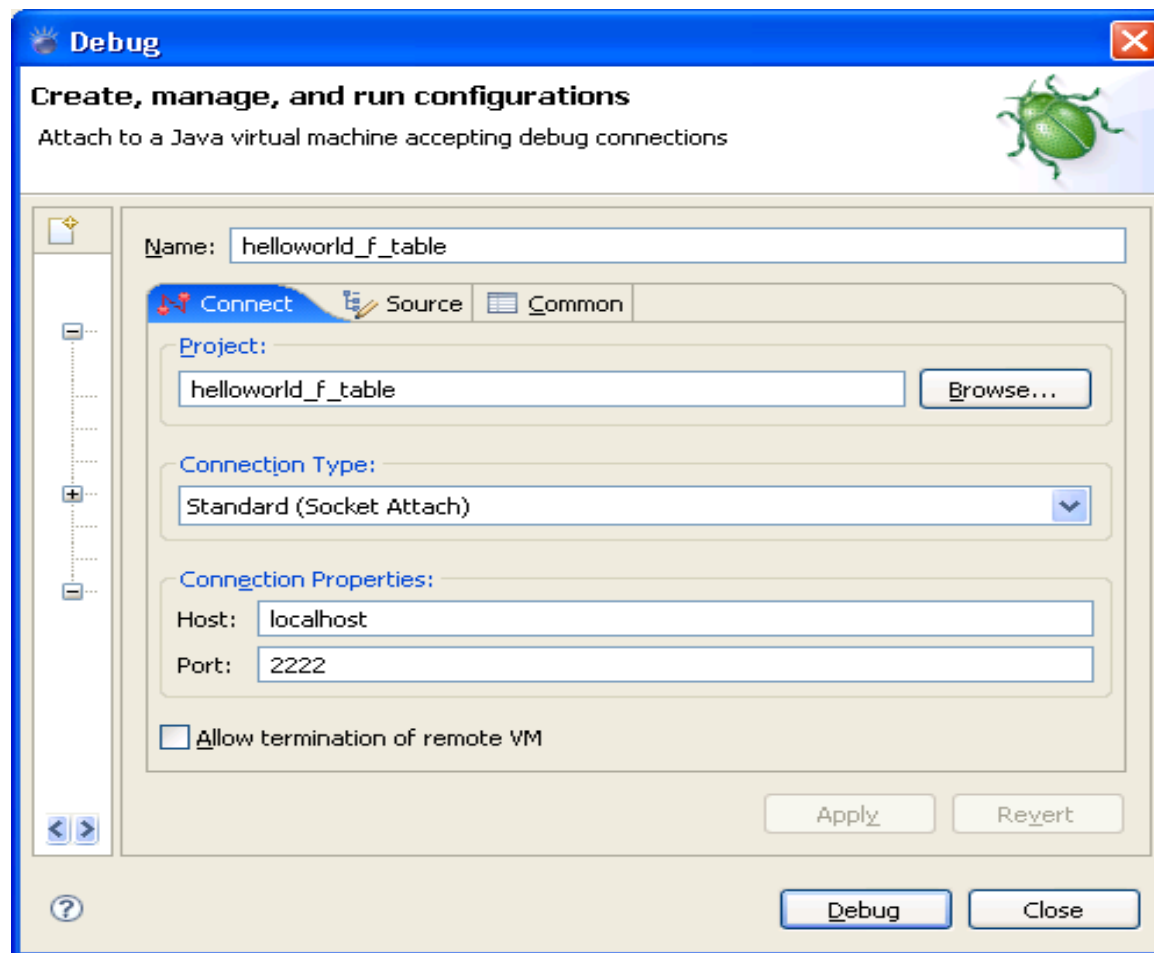 Debug
Create, manage, and run configurations
Attach to a Java virtual machine accepting debug connections
Name: helloworld_f_table
Connect Source Common
Project:
helloworld_f_table Browse...
Connection Type:
Standard (Socket Attach)
Connection Properties:
Host: localhost
Port: 2222
Allow termination of remote VM
Apply Revert
Debug Close